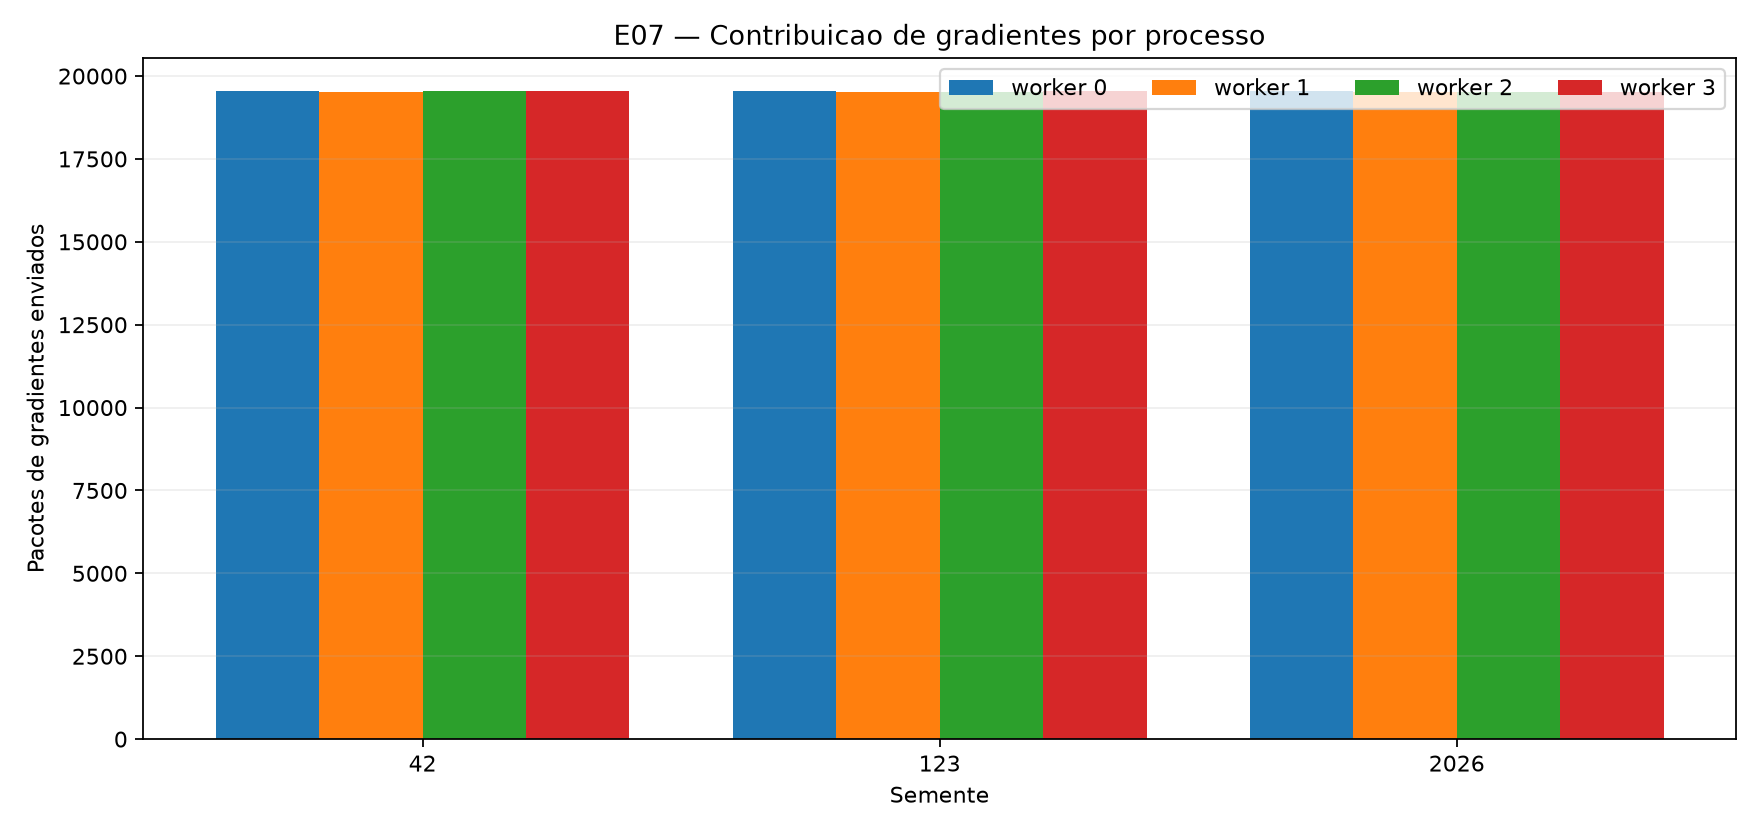 E07 — Contribuicao de gradientes por processo
worker 0 worker 1 worker 2 worker 3
Pacotes de gradientes enviados
20000
17500
15000
12500
10000
7500
5000
2500
0
42 123 2026
Semente